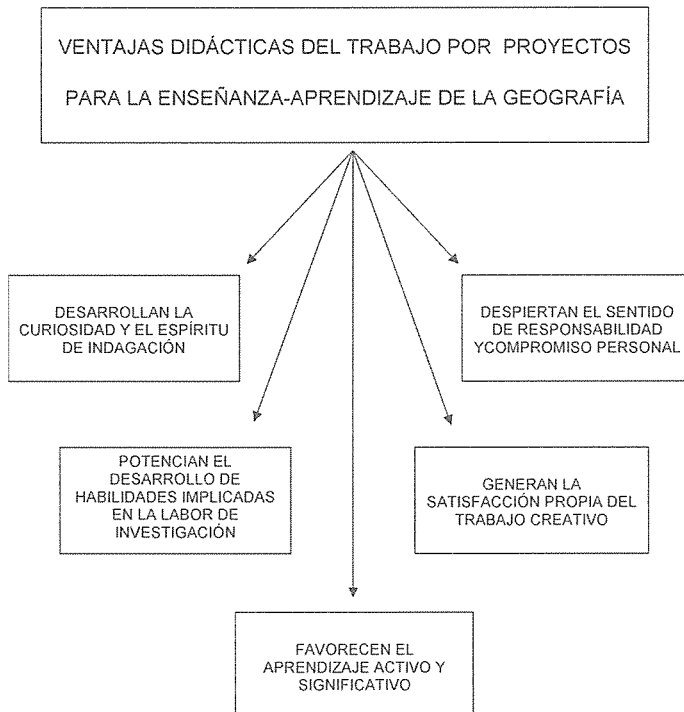 VENTAJAS DIDÁCTICAS DEL TRABAJO POR PROYECTOS
PARA LA ENSEÑANZA-APRENDIZAJE DE LA GEOGRAFÍA
DESARROLLAN LA
CURIOSIDAD Y EL ESPÍRITU
DE INDAGACIÓN
DESPIERTAN EL SENTIDO
DE RESPONSABILIDAD
YCOMPROMISO PERSONAL
POTENCIAN EL
DESARROLLO DE
HABILIDADES IMPLICADAS
EN LA LABOR DE
INVESTIGACIÓN
GENERAN LA
SATISFACCIÓN PROPIA DEL
TRABAJO CREATIVO
FAVORECEN EL
APRENDIZAJE ACTIVO Y
SIGNIFICATIVO